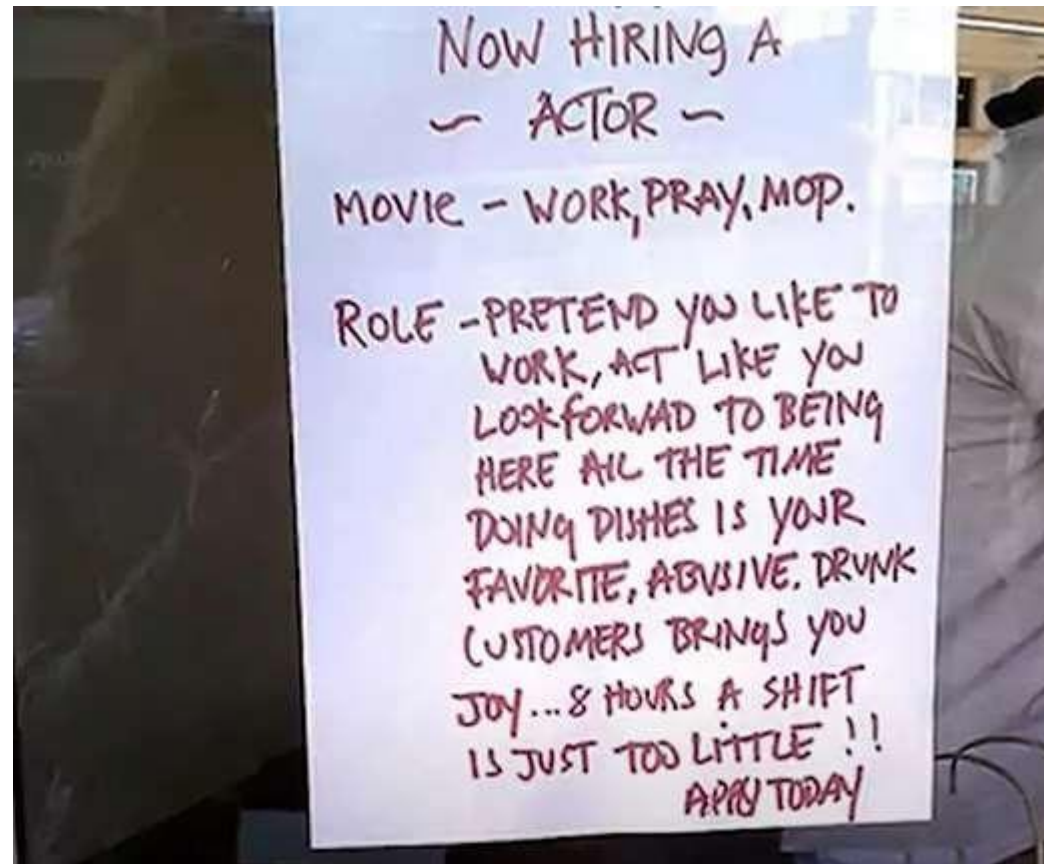 NOW HIRING A
~ ACTOR ~
MOVIE - WORK, PRAY, MOP.
ROLE - PRETEND YOU LIKE TO
WORK, ACT LIKE YOU
LOOK FORWAD TO BEING
HERE ALL THE TIME
DOING DISHES IS YOUR
FAVORITE, ABUSIVE. DRUNK
CUSTOMERS BRINGS YOU
JOY... 8 HOURS A SHIFT
IS JUST TOO LITTLE !!
APPLY TODAY